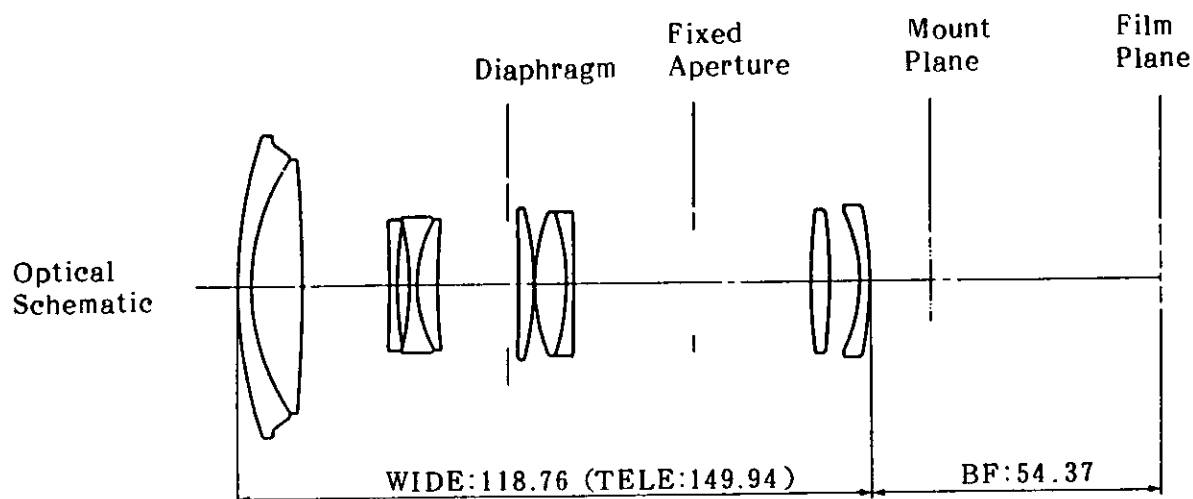 Diaphragm
Fixed
Aperture
Mount
Plane
Film
Plane
Optical
Schematic
WIDE:118.76 (TELE:149.94)
BF:54.37